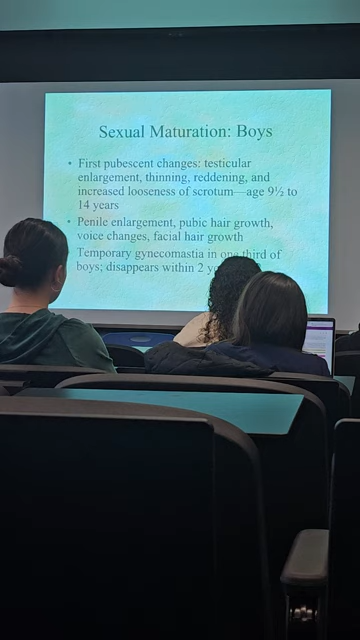 Sexual Maturation: Boys
• First pubescent changes: testicular
enlargement, thinning, reddening, and
increased looseness of scrotum—age 9½ to
14 years
• Penile enlargement, pubic hair growth,
voice changes, facial hair growth
Temporary gynecomastia in one third of
boys; disappears within 2